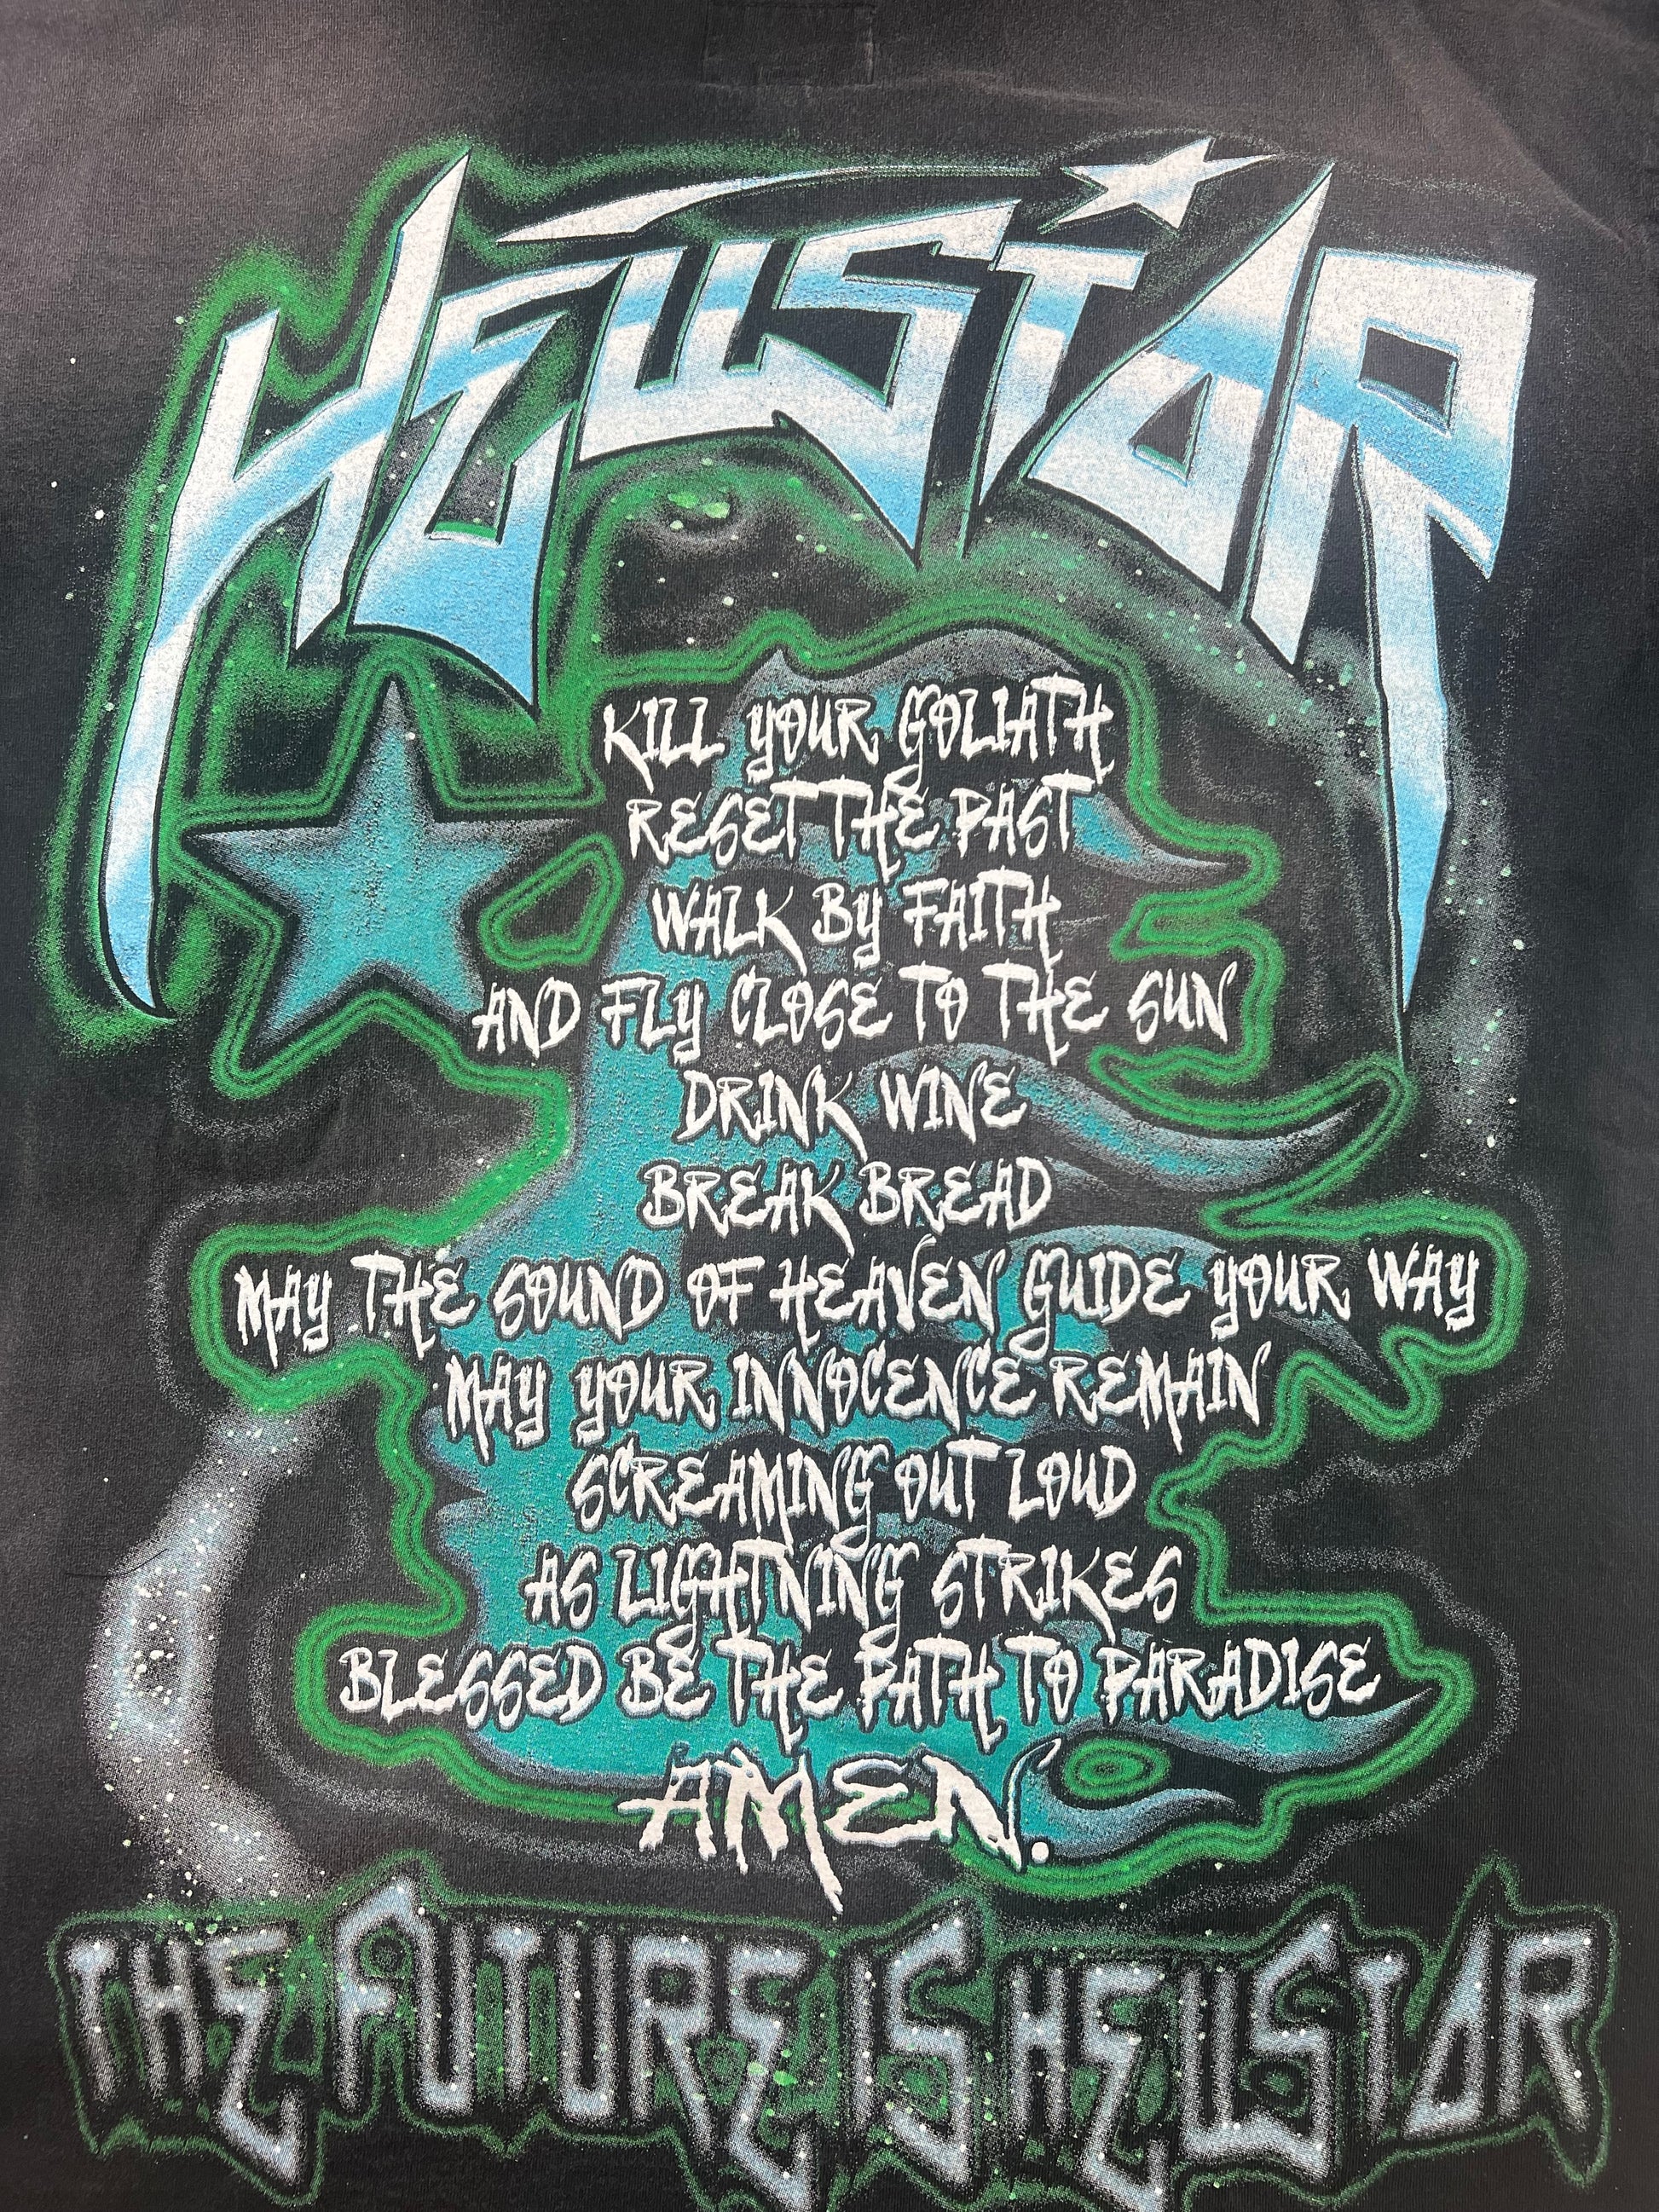 HELLSTAR
KILL YOUR GOLIATH
RESET THE PAST
WALK BY FAITH
AND FLY CLOSE TO THE SUN
DRINK WINE
BREAK BREAD
MAY THE SOUND OF HEAVEN GUIDE YOUR WAY
MAY YOUR INNOCENCE REMAIN
SCREAMING OUT LOUD
AS LIGHTNING STRIKES
BLESSED BE THE PATH TO PARADISE
AMEN.
THE FUTURE IS HELLSTAR